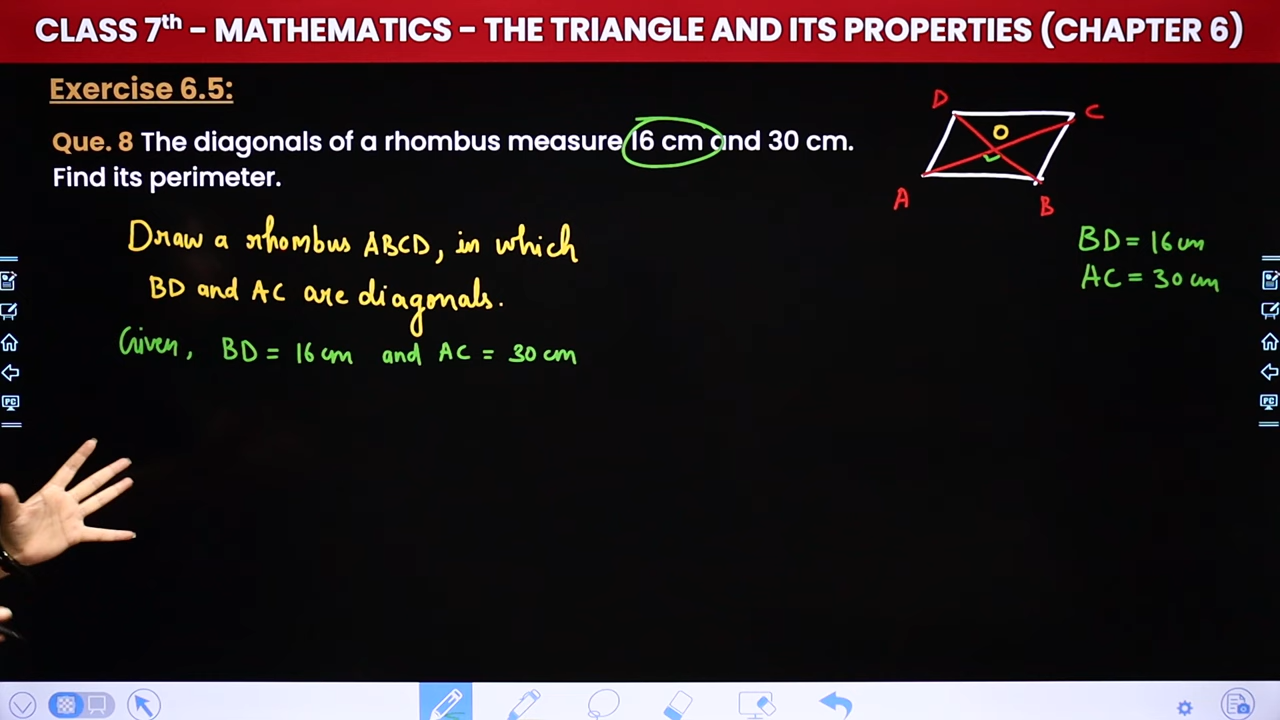 CLASS 7th - MATHEMATICS - THE TRIANGLE AND ITS PROPERTIES (CHAPTER 6)
Exercise 6.5:
Que. 8 The diagonals of a rhombus measure 16 cm and 30 cm.
Find its perimeter.
D
C
O
A
B
BD = 16 cm
AC = 30 cm
Draw a rhombus ABCD, in which
BD and AC are diagonals.
Given, BD = 16 cm and AC = 30 cm
PC
PC